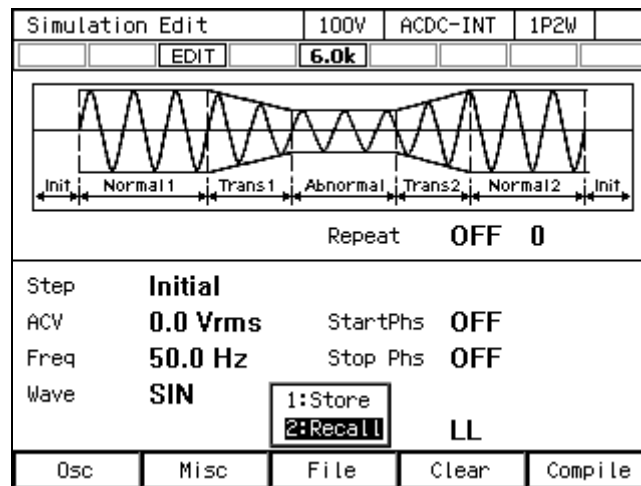 Simulation Edit 100V ACDC-INT 1P2W
EDIT 6.0k
Init Normal1 Trans1 Abnormal Trans2 Normal2 Init
Repeat OFF 0
Step Initial
ACV 0.0 Vrms StartPhs OFF
Freq 50.0 Hz Stop Phs OFF
Wave SIN
1:Store
2:Recall LL
Osc Misc File Clear Compile